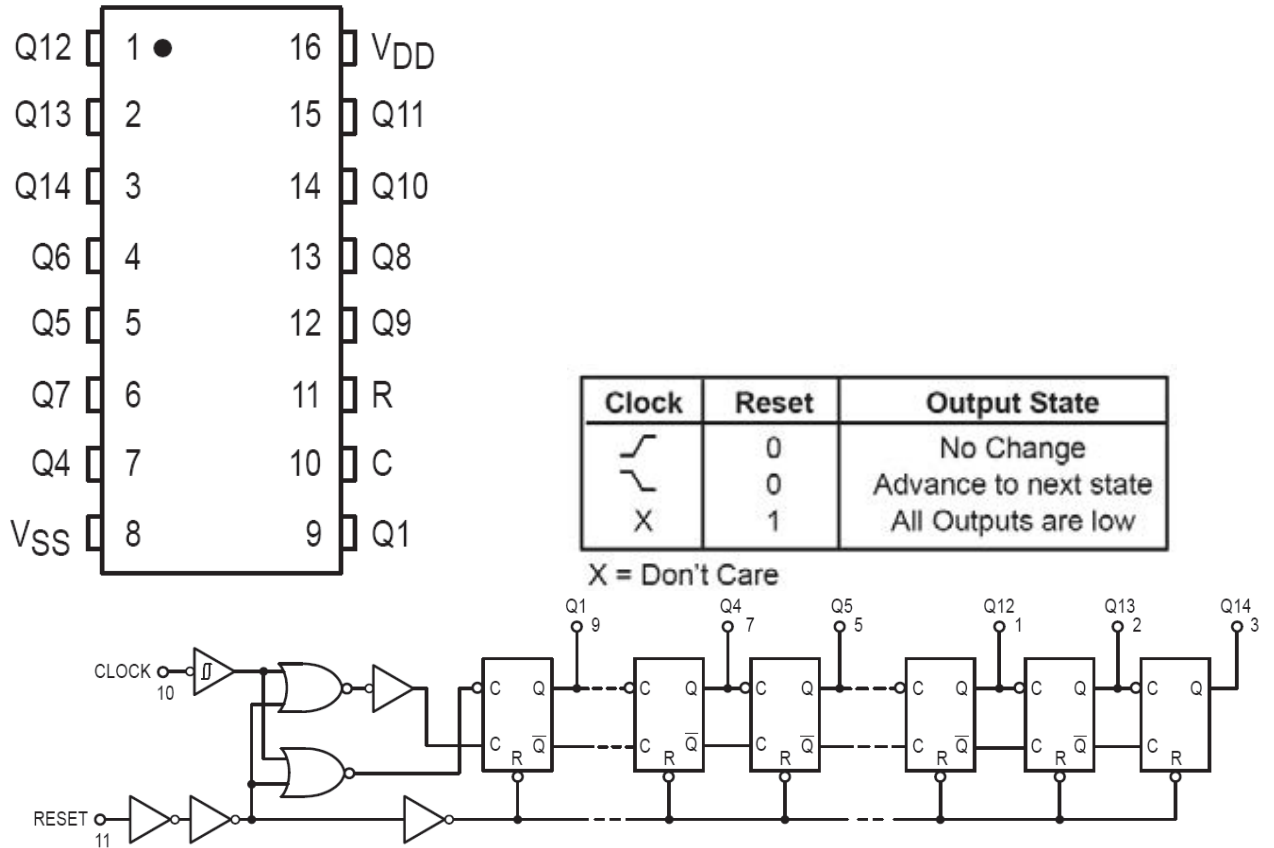 Q12 1 16 VDD
Q13 2 15 Q11
Q14 3 14 Q10
Q6 4 13 Q8
Q5 5 12 Q9
Q7 6 11 R
Q4 7 10 C
VSS 8 9 Q1
Clock Reset Output State
0 No Change
0 Advance to next state
X 1 All Outputs are low
X = Don't Care
Q1 Q4 Q5 Q12 Q13 Q14
9 7 5 1 2 3
CLOCK
10
C Q C Q C Q C Q C Q C Q
C Q̅ C Q̅ C Q̅ C Q̅ C Q̅ C
R R R R R R
RESET
11